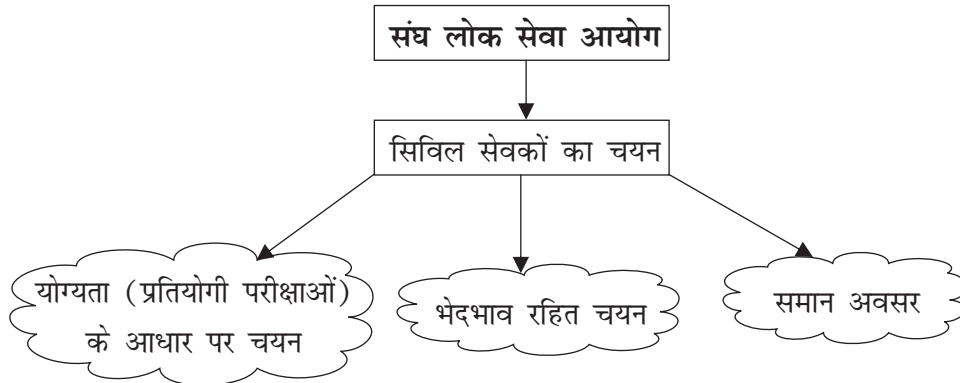 संघ लोक सेवा आयोग
सिविल सेवकों का चयन
योग्यता (प्रतियोगी परीक्षाओं)
के आधार पर चयन
भेदभाव रहित चयन
समान अवसर